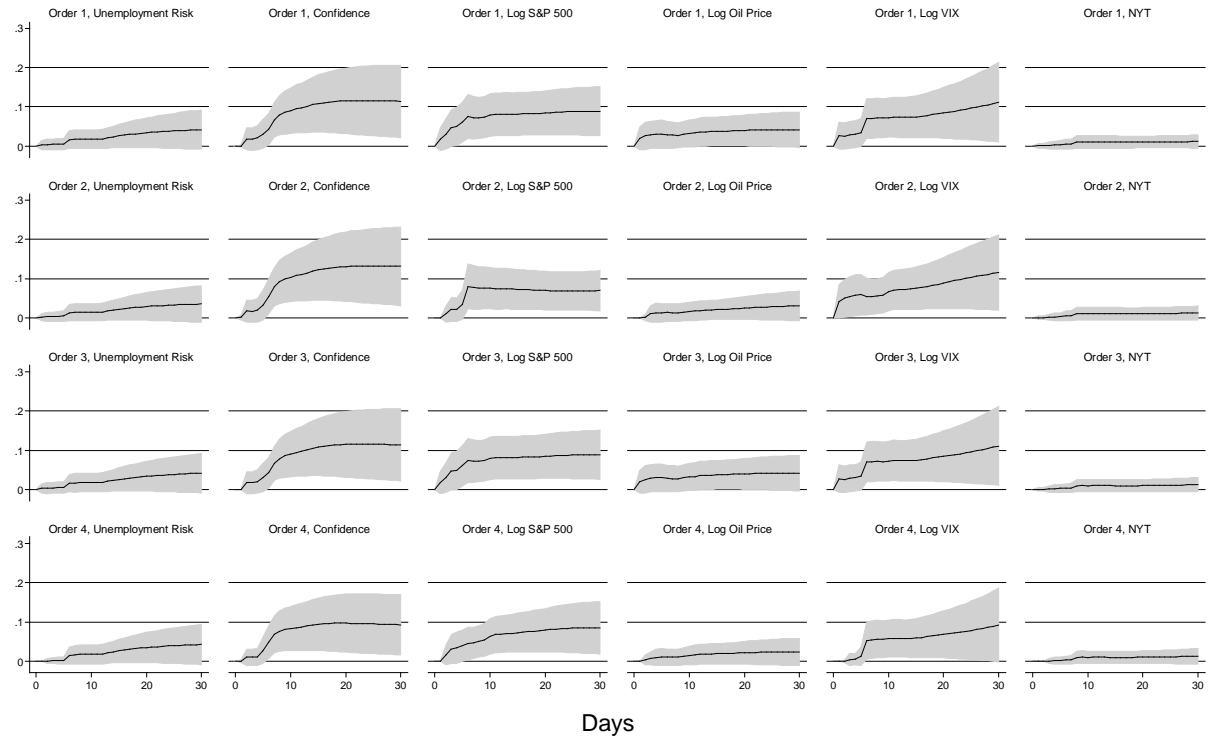 Order 1, Unemployment Risk
Order 1, Confidence
Order 1, Log S&P 500
Order 1, Log Oil Price
Order 1, Log VIX
Order 1, NYT
.3
.2
.1
0
Order 2, Unemployment Risk
Order 2, Confidence
Order 2, Log S&P 500
Order 2, Log Oil Price
Order 2, Log VIX
Order 2, NYT
.3
.2
.1
0
Order 3, Unemployment Risk
Order 3, Confidence
Order 3, Log S&P 500
Order 3, Log Oil Price
Order 3, Log VIX
Order 3, NYT
.3
.2
.1
0
Order 4, Unemployment Risk
Order 4, Confidence
Order 4, Log S&P 500
Order 4, Log Oil Price
Order 4, Log VIX
Order 4, NYT
.3
.2
.1
0
0 10 20 30 0 10 20 30 0 10 20 30 0 10 20 30 0 10 20 30 0 10 20 30
Days